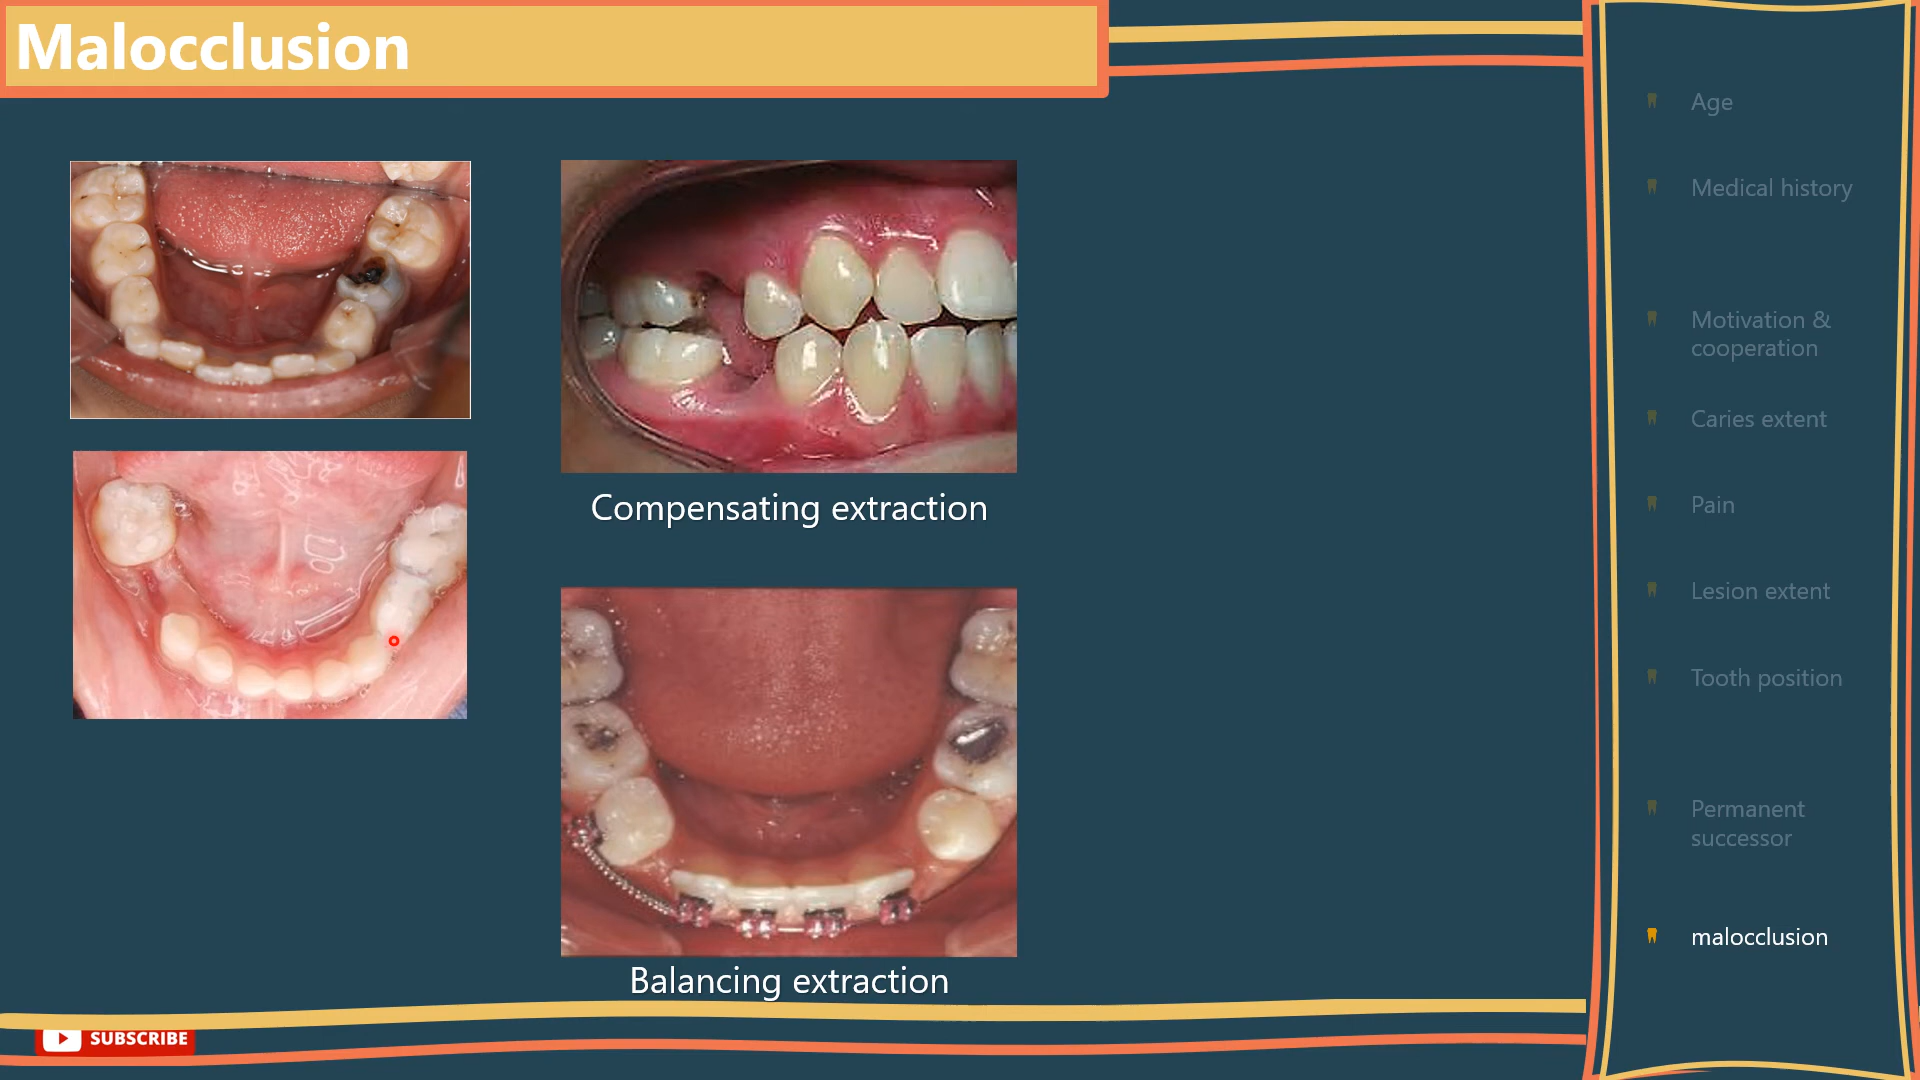 Malocclusion
Compensating extraction
Balancing extraction
Age
Medical history
Motivation &
cooperation
Caries extent
Pain
Lesion extent
Tooth position
Permanent
successor
malocclusion
SUBSCRIBE